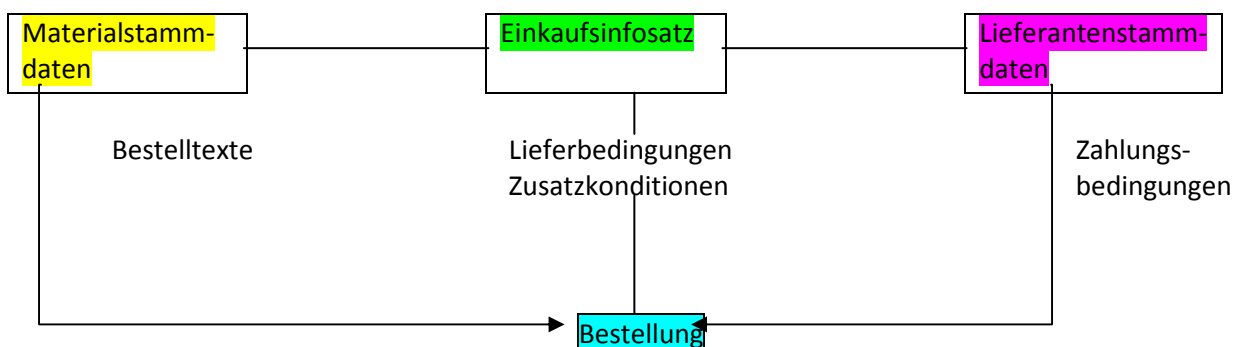 Materialstamm-
daten
Einkaufsinfosatz
Lieferantenstamm-
daten
Bestelltexte
Lieferbedingungen
Zusatzkonditionen
Zahlungs-
bedingungen
Bestellung